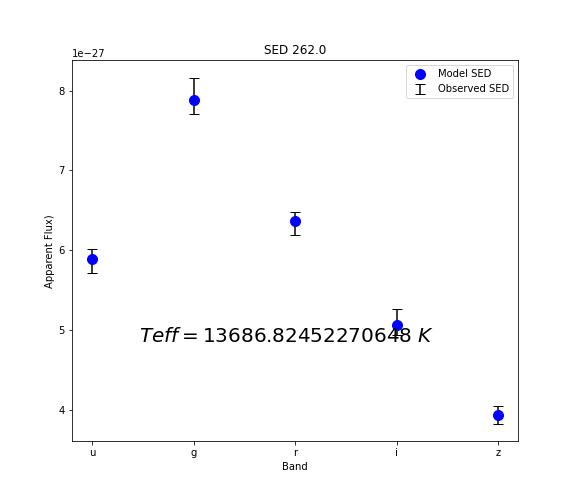 SED 262.0
1e−27
Model SED
Observed SED
8
7
6
5
4
Apparent Flux)
Teff = 13686.82452270648 K
u g r i z
Band